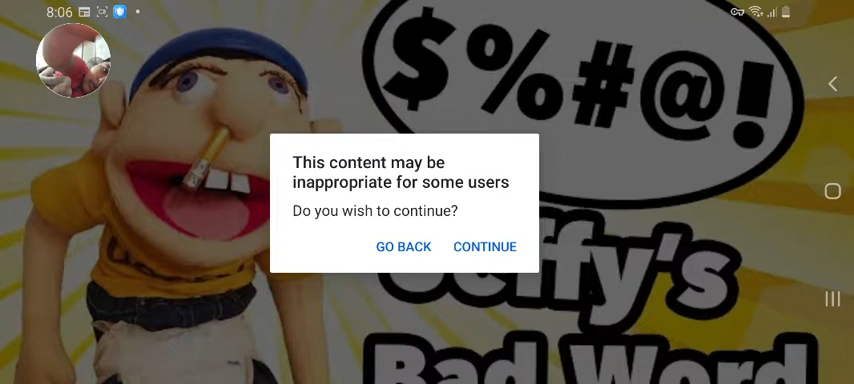 8:06
$%#@!
This content may be
inappropriate for some users
Do you wish to continue?
GO BACK CONTINUE
Jeffy's
Bad Word